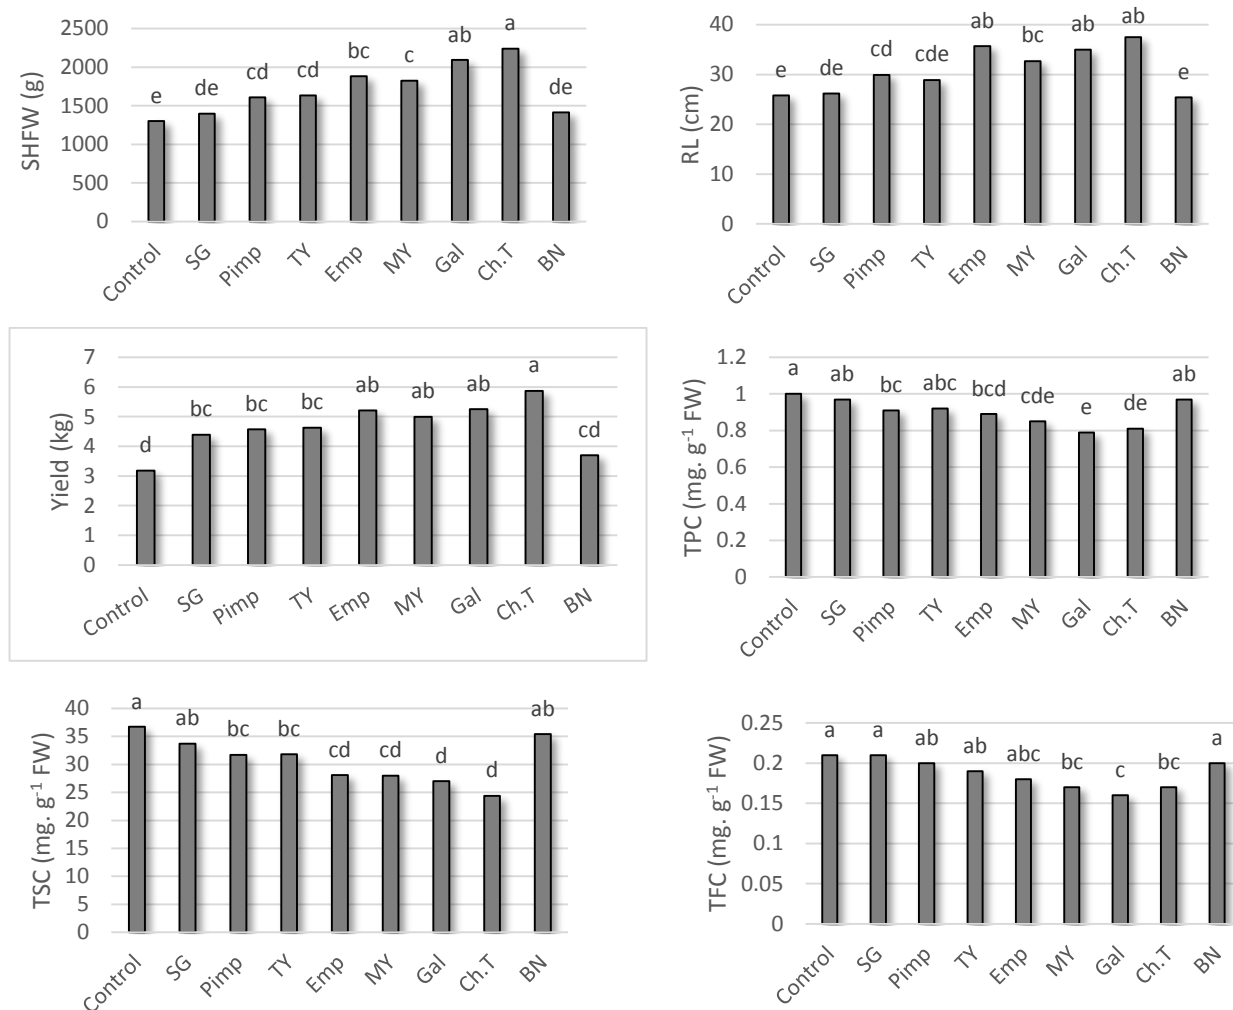 SHFW (g)
2500
2000
1500
1000
500
0
e de cd cd bc c ab a de
Control SG Pimp TY Emp MY Gal Ch.T BN
RL (cm)
40
30
20
10
0
e de cd cde ab bc ab ab e
Control SG Pimp TY Emp MY Gal Ch.T BN
Yield (kg)
7
6
5
4
3
2
1
0
d bc bc bc ab ab ab a cd
Control SG Pimp TY Emp MY Gal Ch.T BN
TPC (mg. g⁻¹ FW)
1.2
1
0.8
0.6
0.4
0.2
0
a ab bc abc bcd cde e de ab
Control SG Pimp TY Emp MY Gal Ch.T BN
TSC (mg. g⁻¹ FW)
40
35
30
25
20
15
10
5
0
a ab bc bc cd cd d d ab
Control SG Pimp TY Emp MY Gal Ch.T BN
TFC (mg. g⁻¹ FW)
0.25
0.2
0.15
0.1
0.05
0
a a ab ab abc bc c bc a
Control SG Pimp TY Emp MY Gal Ch.T BN